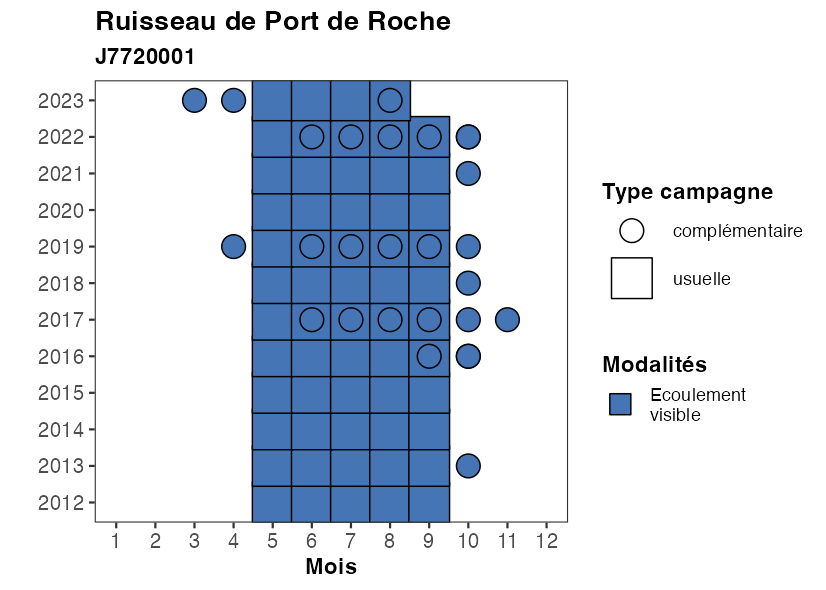 Ruisseau de Port de Roche
J7720001
2023
2022
2021
2020
2019
2018
2017
2016
2015
2014
2013
2012
1 2 3 4 5 6 7 8 9 10 11 12
Mois
Type campagne
complémentaire
usuelle
Modalités
Ecoulement
visible